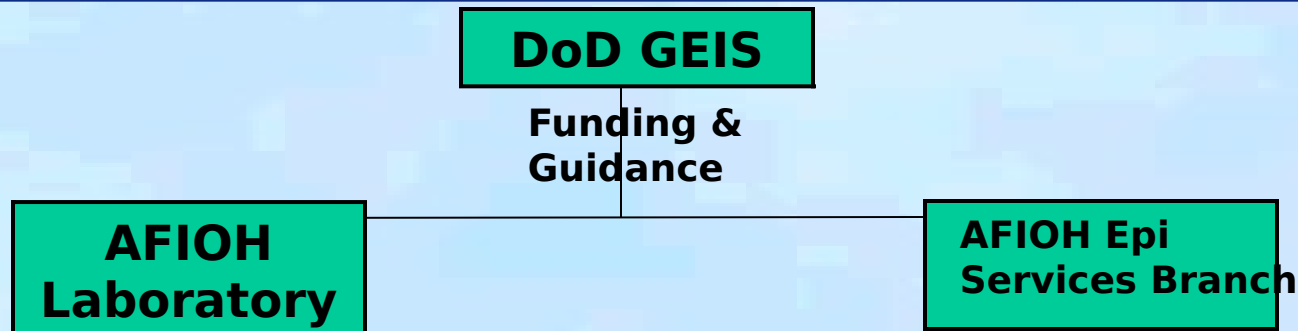 DoD GEIS
Funding &
Guidance
AFIOH
Laboratory
AFIOH Epi
Services Branch